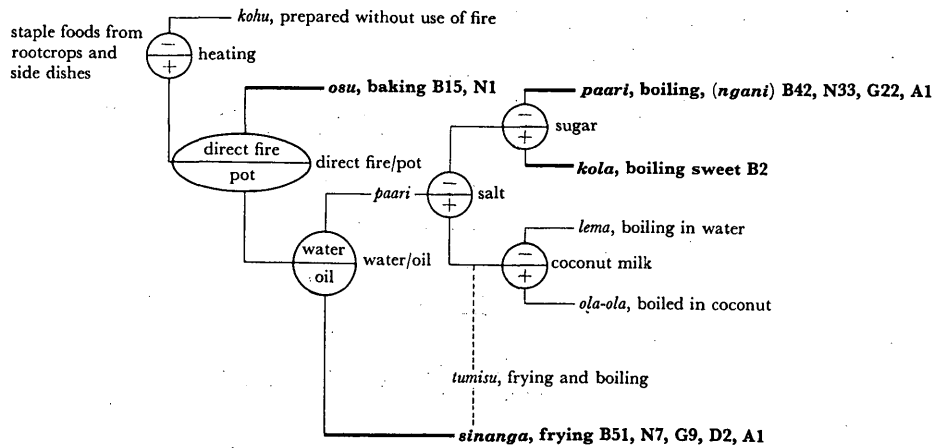 kohu, prepared without use of fire
staple foods from
rootcrops and
side dishes
−
+
heating
osu, baking B15, N1
direct fire
pot
direct fire/pot
paari
water
oil
water/oil
−
+
salt
paari, boiling, (ngani) B42, N33, G22, A1
−
+
sugar
kola, boiling sweet B2
lema, boiling in water
−
+
coconut milk
ola-ola, boiled in coconut
tumisu, frying and boiling
sinanga, frying B51, N7, G9, D2, A1